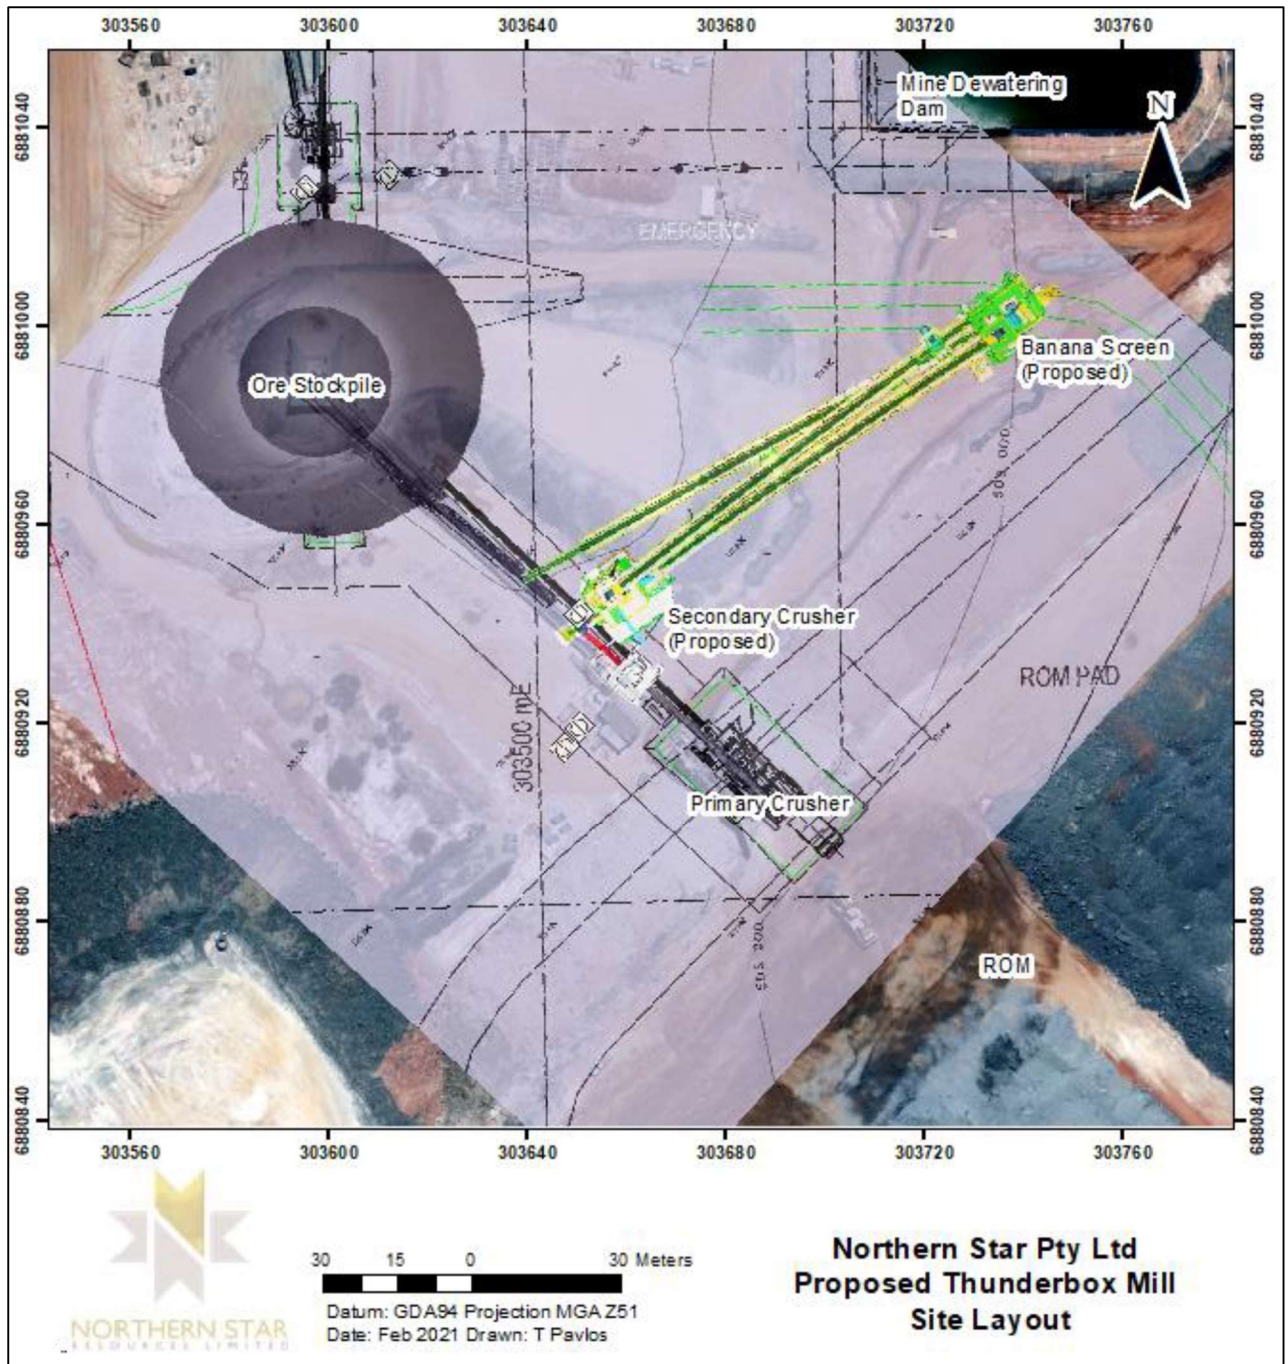 303560 303600 303640 303680 303720 303760
6881040
6881000
6880960
6880920
6880880
6880840
6881040
6881000
6880960
6880920
6880880
6880840
Mine Dewatering
Dam
N
EMERGENCY
Banana Screen
(Proposed)
Ore Stockpile
Secondary Crusher
(Proposed)
ROM PAD
303500 mE
Primary Crusher
ROM
303560 303600 303640 303680 303720 303760
30 15 0 30 Meters
Datum: GDA94 Projection MGA Z51
Date: Feb 2021 Drawn: T Pavlos
NORTHERN STAR
RESOURCES LIMITED
Northern Star Pty Ltd
Proposed Thunderbox Mill
Site Layout